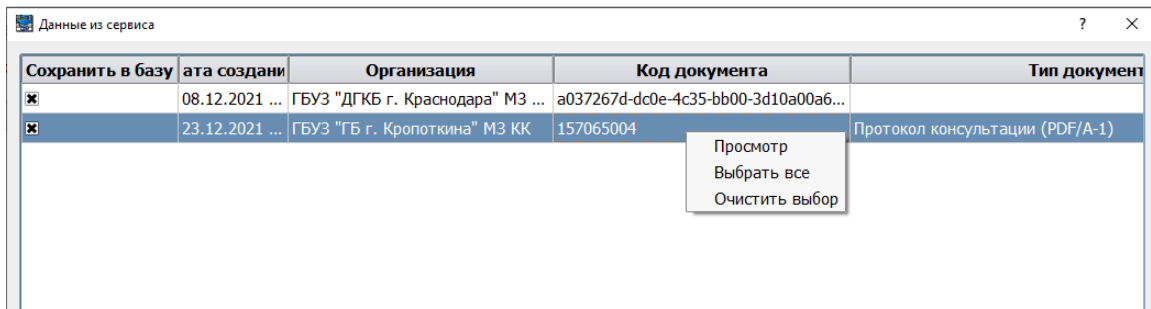 Данные из сервиса
Сохранить в базу ата создани Организация Код документа Тип документ
08.12.2021 ... ГБУЗ "ДГКБ г. Краснодара" МЗ ... a037267d-dc0e-4c35-bb00-3d10a00a6...
23.12.2021 ... ГБУЗ "ГБ г. Кропоткина" МЗ КК 157065004 Протокол консультации (PDF/A-1)
Просмотр
Выбрать все
Очистить выбор